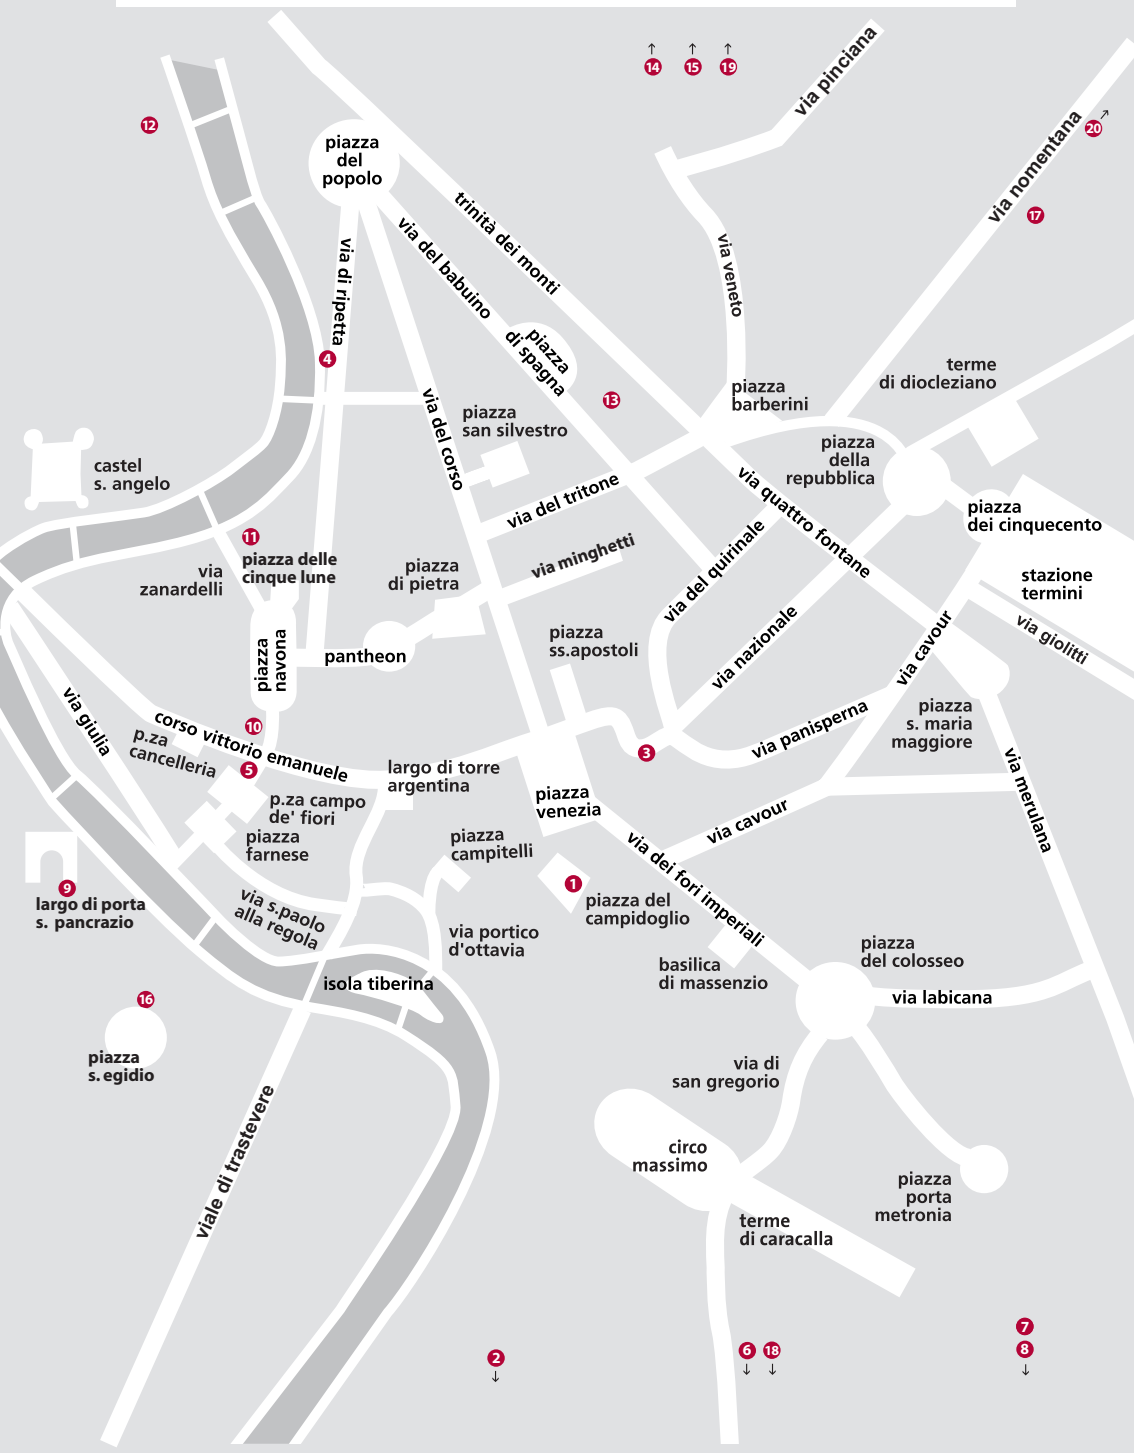 14
15
19
via pinciana
12
20
via nomentana
17
piazza
del
popolo
trinità dei monti
via di ripetta
via del babuino
via veneto
4
piazza
di spagna
13
terme
di diocleziano
piazza
barberini
via del corso
piazza
san silvestro
piazza
della
repubblica
castel
s. angelo
via del tritone
via quattro fontane
piazza
dei cinquecento
11
piazza delle
cinque lune
via
zanardelli
piazza
di pietra
via minghetti
via del quirinale
stazione
termini
via giolitti
piazza
navona
pantheon
piazza
ss.apostoli
via nazionale
via cavour
via giulia
10
corso vittorio emanuele
p.za
cancelleria
5
via panisperna
piazza
s. maria
maggiore
3
largo di torre
argentina
p.za campo
de' fiori
piazza
farnese
piazza
venezia
via cavour
via merulana
piazza
campitelli
via dei fori imperiali
9
largo di porta
s. pancrazio
1
piazza del
campidoglio
via s.paolo
alla regola
via portico
d'ottavia
basilica
di massenzio
piazza
del colosseo
isola tiberina
via labicana
16
piazza
s. egidio
via di
san gregorio
viale di trastevere
circo
massimo
piazza
porta
metronia
terme
di caracalla
2
6
18
7
8